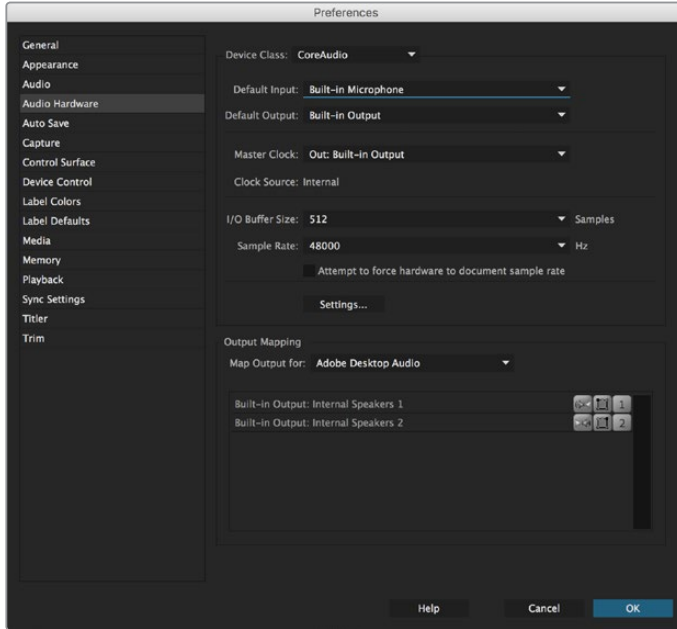 Preferences
General
Appearance
Audio
Audio Hardware
Auto Save
Capture
Control Surface
Device Control
Label Colors
Label Defaults
Media
Memory
Playback
Sync Settings
Titler
Trim
Device Class: CoreAudio
Default Input: Built-in Microphone
Default Output: Built-in Output
Master Clock: Out: Built-in Output
Clock Source: Internal
I/O Buffer Size: 512 Samples
Sample Rate: 48000 Hz
Attempt to force hardware to document sample rate
Settings...
Output Mapping
Map Output for: Adobe Desktop Audio
Built-in Output: Internal Speakers 1 1
Built-in Output: Internal Speakers 2 2
Help Cancel OK